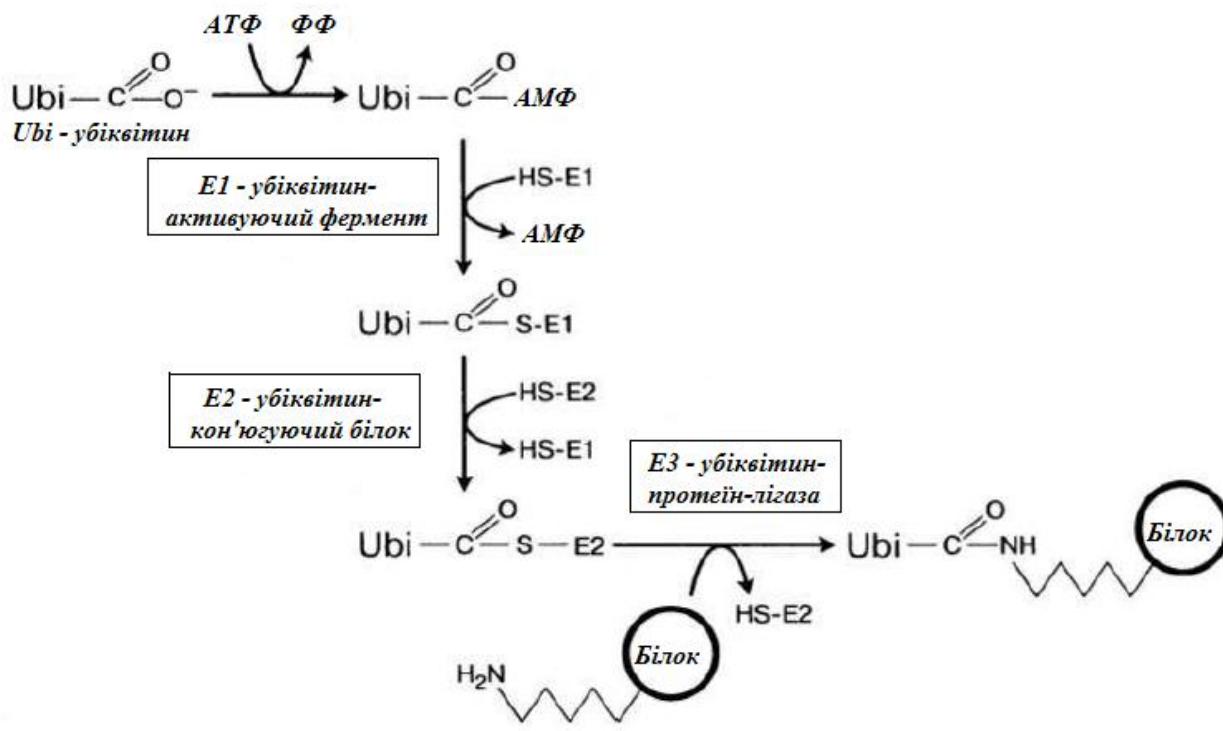 АТФ ФФ
Ubi—C(=O)—O⁻
Ubi—C(=O)—АМФ
Ubi - убіквітин
E1 - убіквітин-
активуючий фермент
HS-E1
АМФ
Ubi—C(=O)—S-E1
E2 - убіквітин-
кон'югуючий білок
HS-E2
HS-E1
E3 - убіквітин-
протеїн-лігаза
Ubi—C(=O)—S—E2
Ubi—C(=O)—NH
Білок
HS-E2
Білок
H₂N